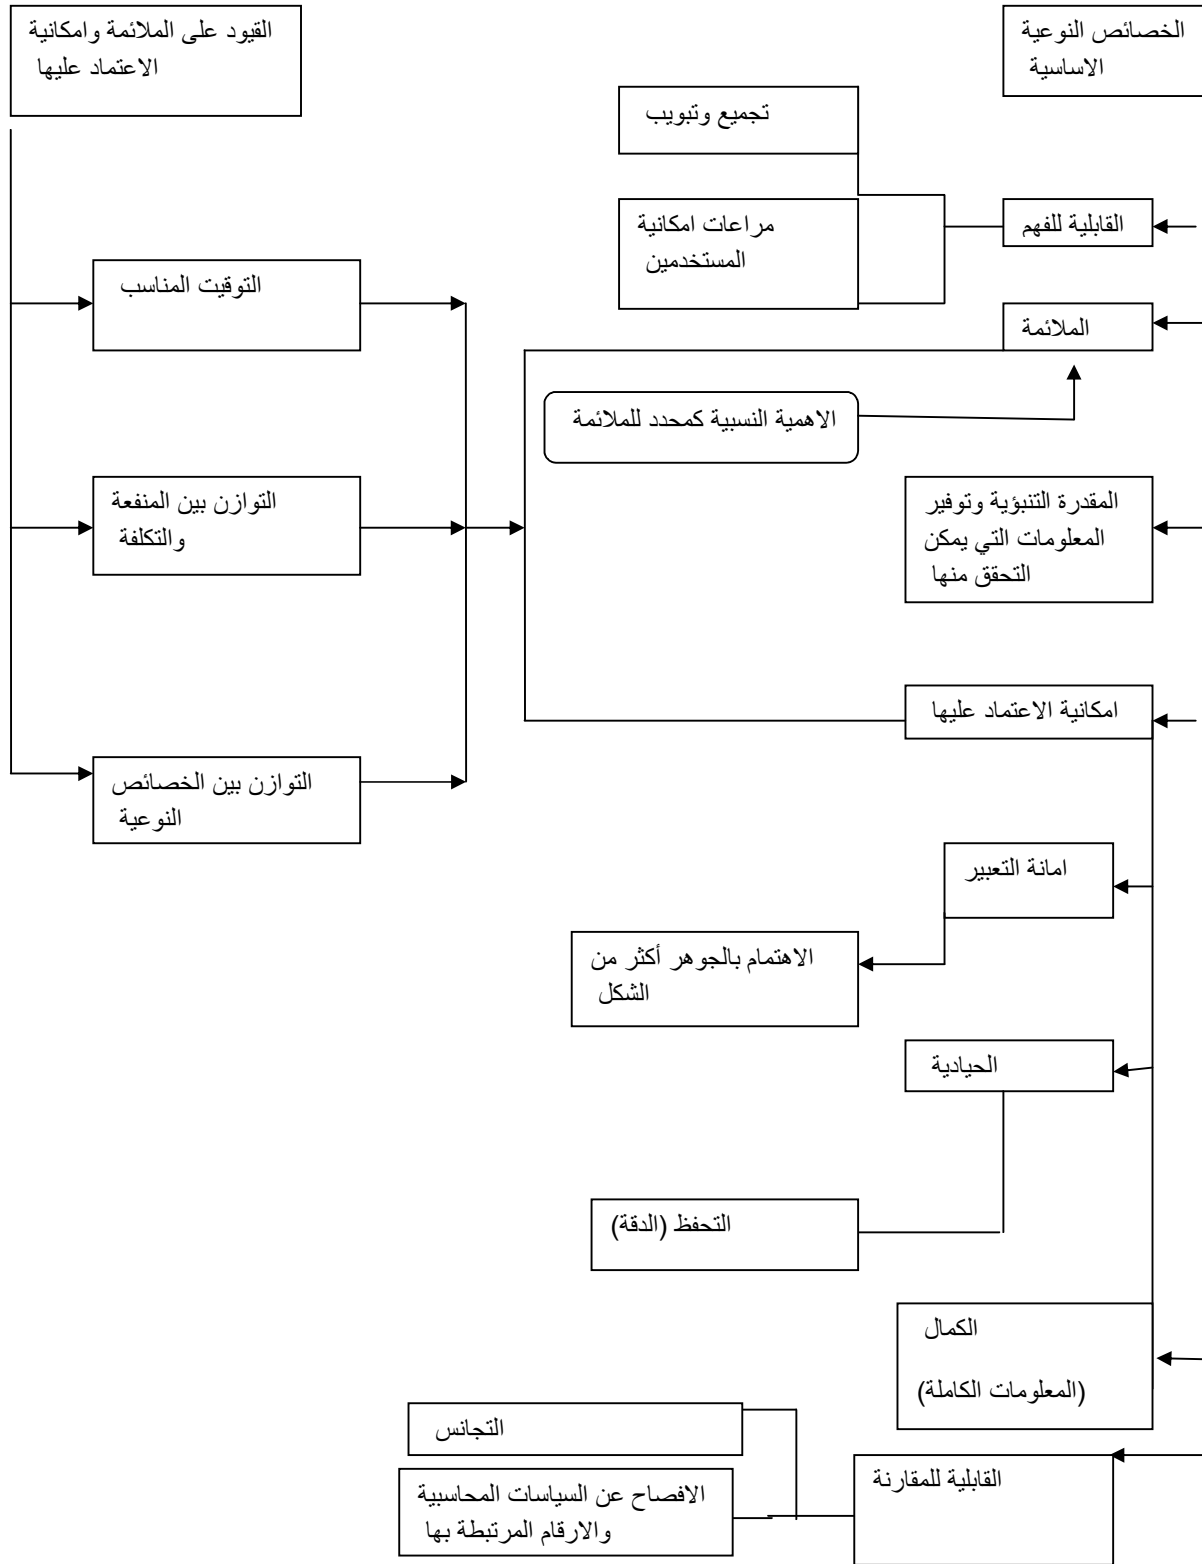 الخصائص النوعية
الاساسية
القيود على الملائمة وامكانية
الاعتماد عليها
تجميع وتبويب
القابلية للفهم
مراعات امكانية
المستخدمين
التوقيت المناسب
الملائمة
الاهمية النسبية كمحدد للملائمة
المقدرة التنبؤية وتوفير
المعلومات التي يمكن
التحقق منها
التوازن بين المنفعة
والتكلفة
امكانية الاعتماد عليها
التوازن بين الخصائص
النوعية
امانة التعبير
الاهتمام بالجوهر أكثر من
الشكل
الحيادية
التحفظ (الدقة)
الكمال
(المعلومات الكاملة)
التجانس
القابلية للمقارنة
الافصاح عن السياسات المحاسبية
والارقام المرتبطة بها